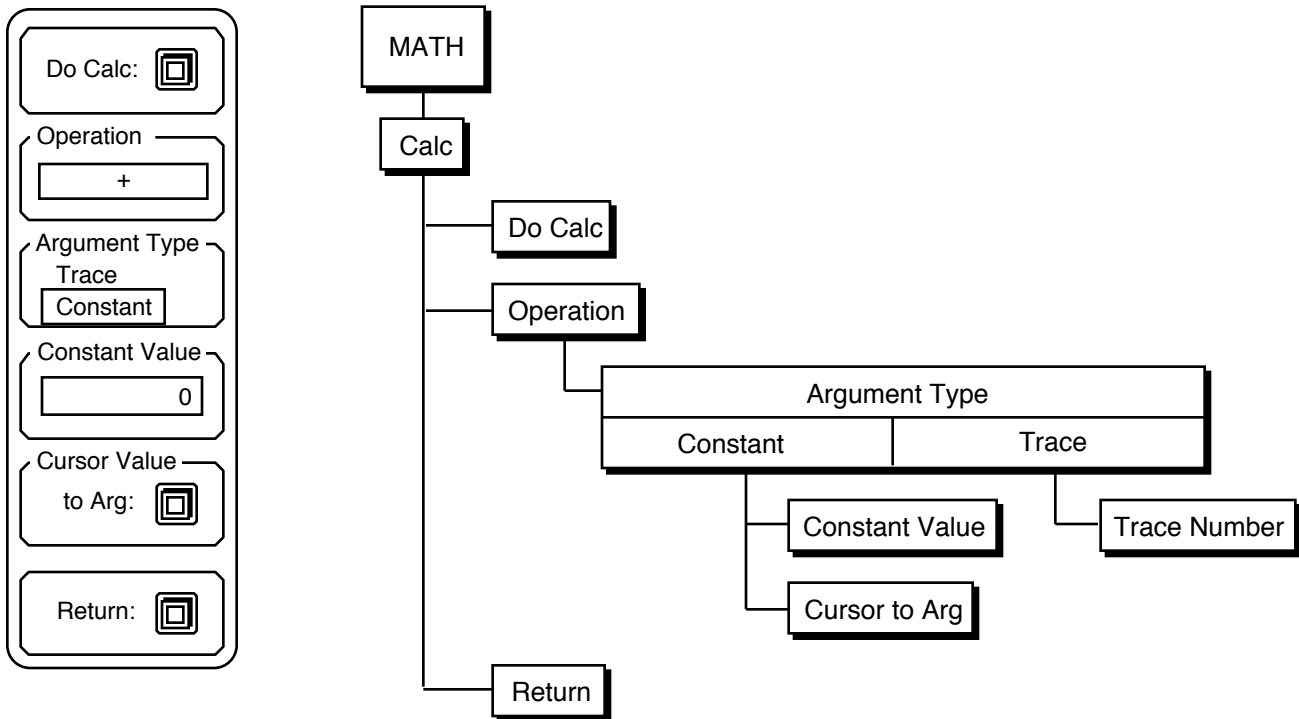 Do Calc:
Operation
+
Argument Type
Trace
Constant
Constant Value
0
Cursor Value
to Arg:
Return:
MATH
Calc
Do Calc
Operation
Argument Type
Constant
Trace
Constant Value
Trace Number
Cursor to Arg
Return